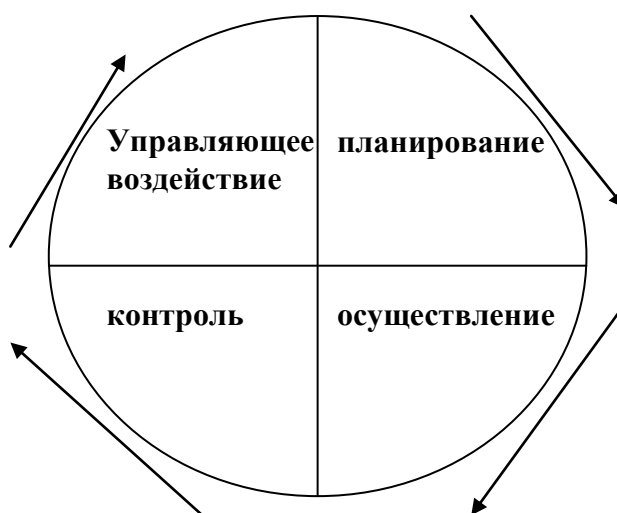 Управляющее
воздействие
планирование
контроль
осуществление